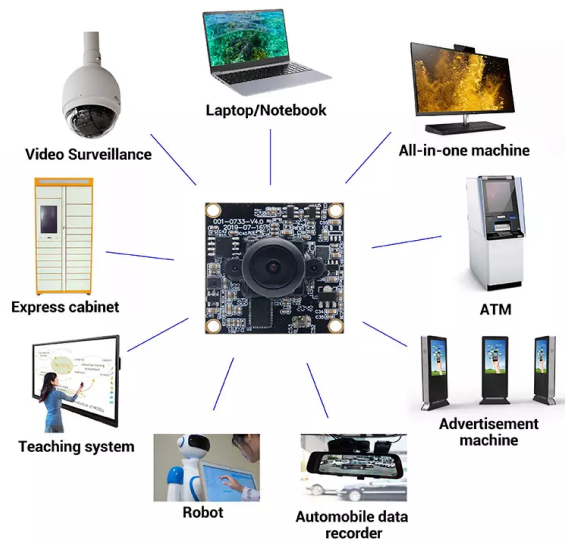 Laptop/Notebook
Video Surveillance
All-in-one machine
001-0733-V4.0
2019-07-16
Express cabinet
ATM
Teaching system
Advertisement
machine
Robot
Automobile data
recorder